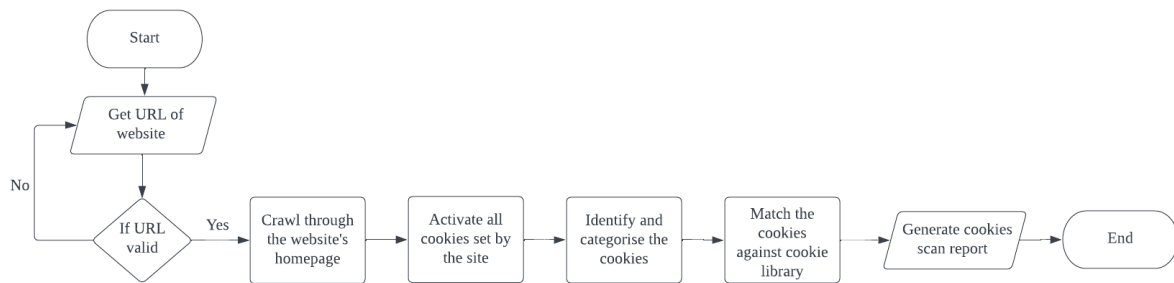 Start
Get URL of
website
No
If URL
valid
Yes
Crawl through
the website's
homepage
Activate all
cookies set by
the site
Identify and
categorise the
cookies
Match the
cookies
against cookie
library
Generate cookies
scan report
End